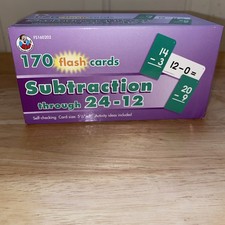 170 flash cards
Subtraction
through 24-12
14
- 3
12-0=
20
- 9